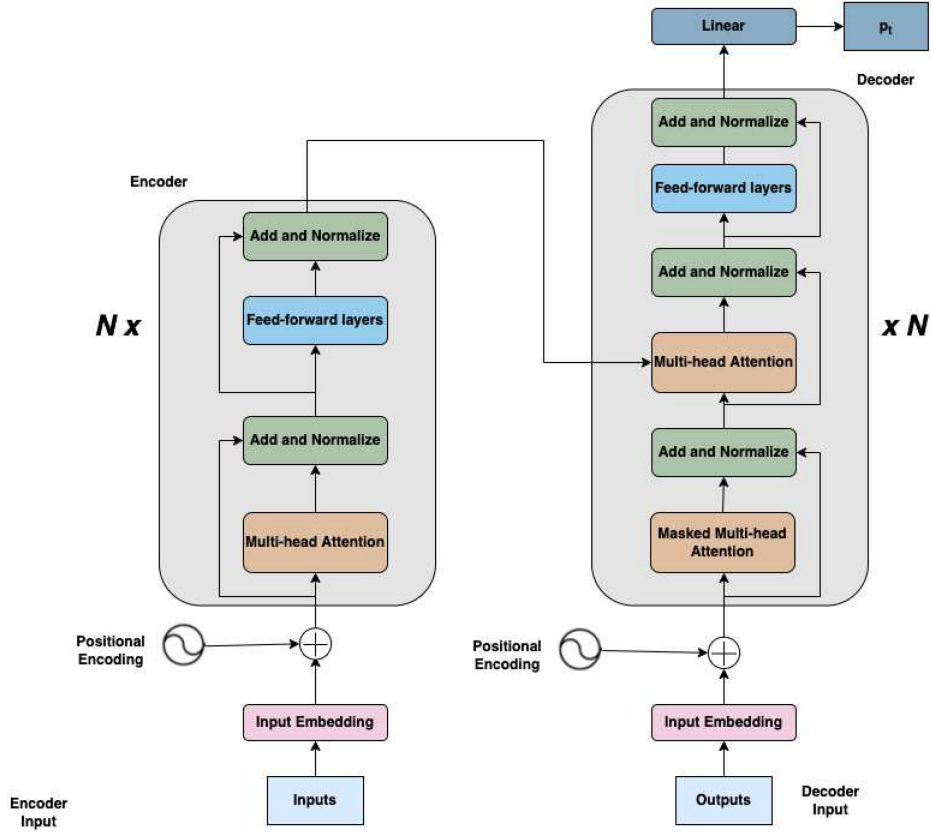 Linear
pt
Decoder
Add and Normalize
Feed-forward layers
Add and Normalize
Multi-head Attention
Add and Normalize
Masked Multi-head
Attention
x N
Encoder
Add and Normalize
Feed-forward layers
Add and Normalize
Multi-head Attention
N x
Positional
Encoding
Input Embedding
Inputs
Encoder
Input
Positional
Encoding
Input Embedding
Outputs
Decoder
Input